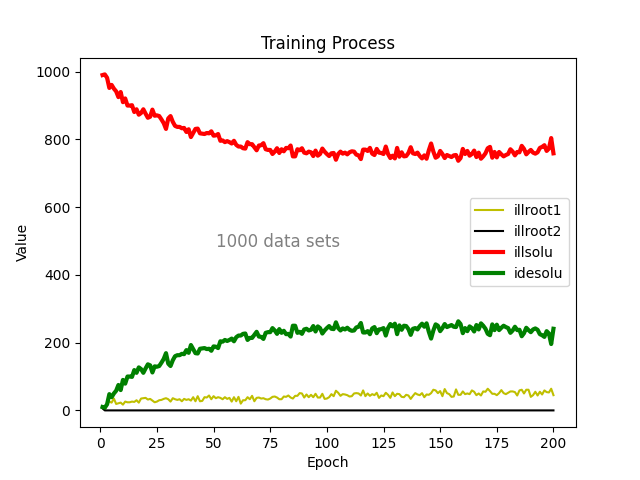 Training Process
1000
800
600
400
200
0
Value
1000 data sets
illroot1
illroot2
illsolu
idesolu
0 25 50 75 100 125 150 175 200
Epoch